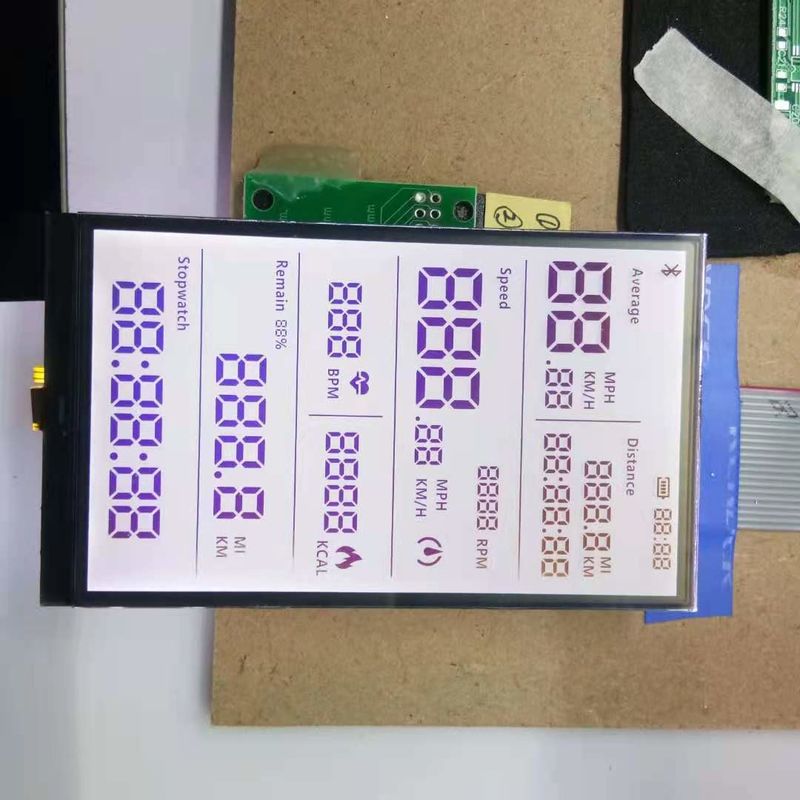 88:88
Average
88.88 MPH KM/H
Distance
888.8 MI KM
88:88:88
Speed
888.88 MPH KM/H
8888 RPM
888 BPM
8888 KCAL
Remain 88%
888.8 MI KM
Stopwatch
88:88:88